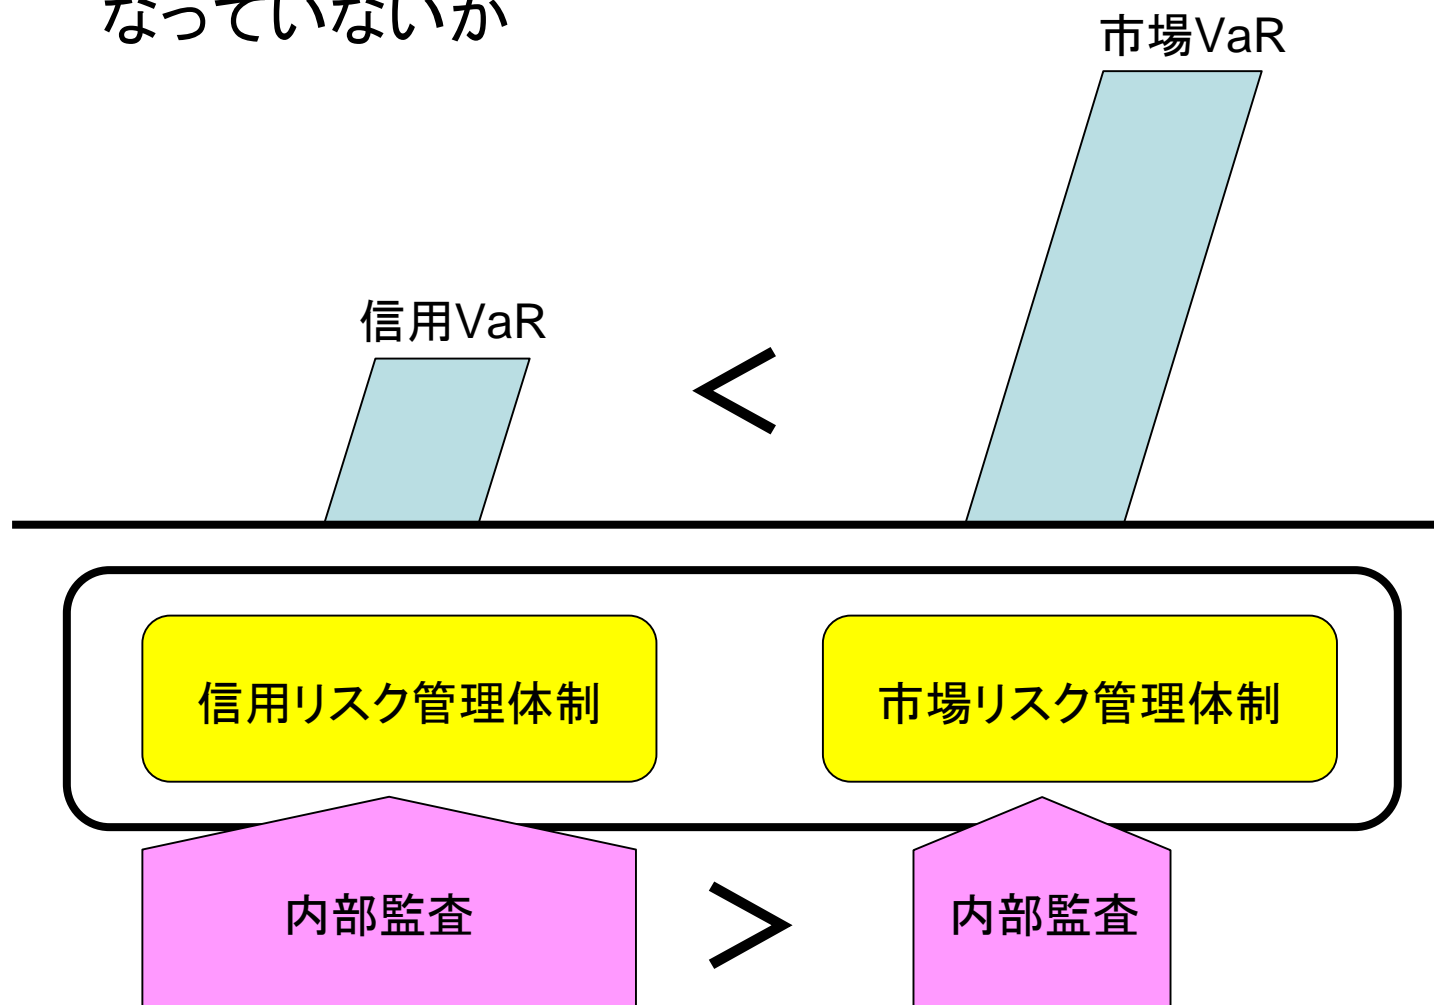 なっていないか
市場VaR
信用VaR
<
信用リスク管理体制
市場リスク管理体制
内部監査
>
内部監査